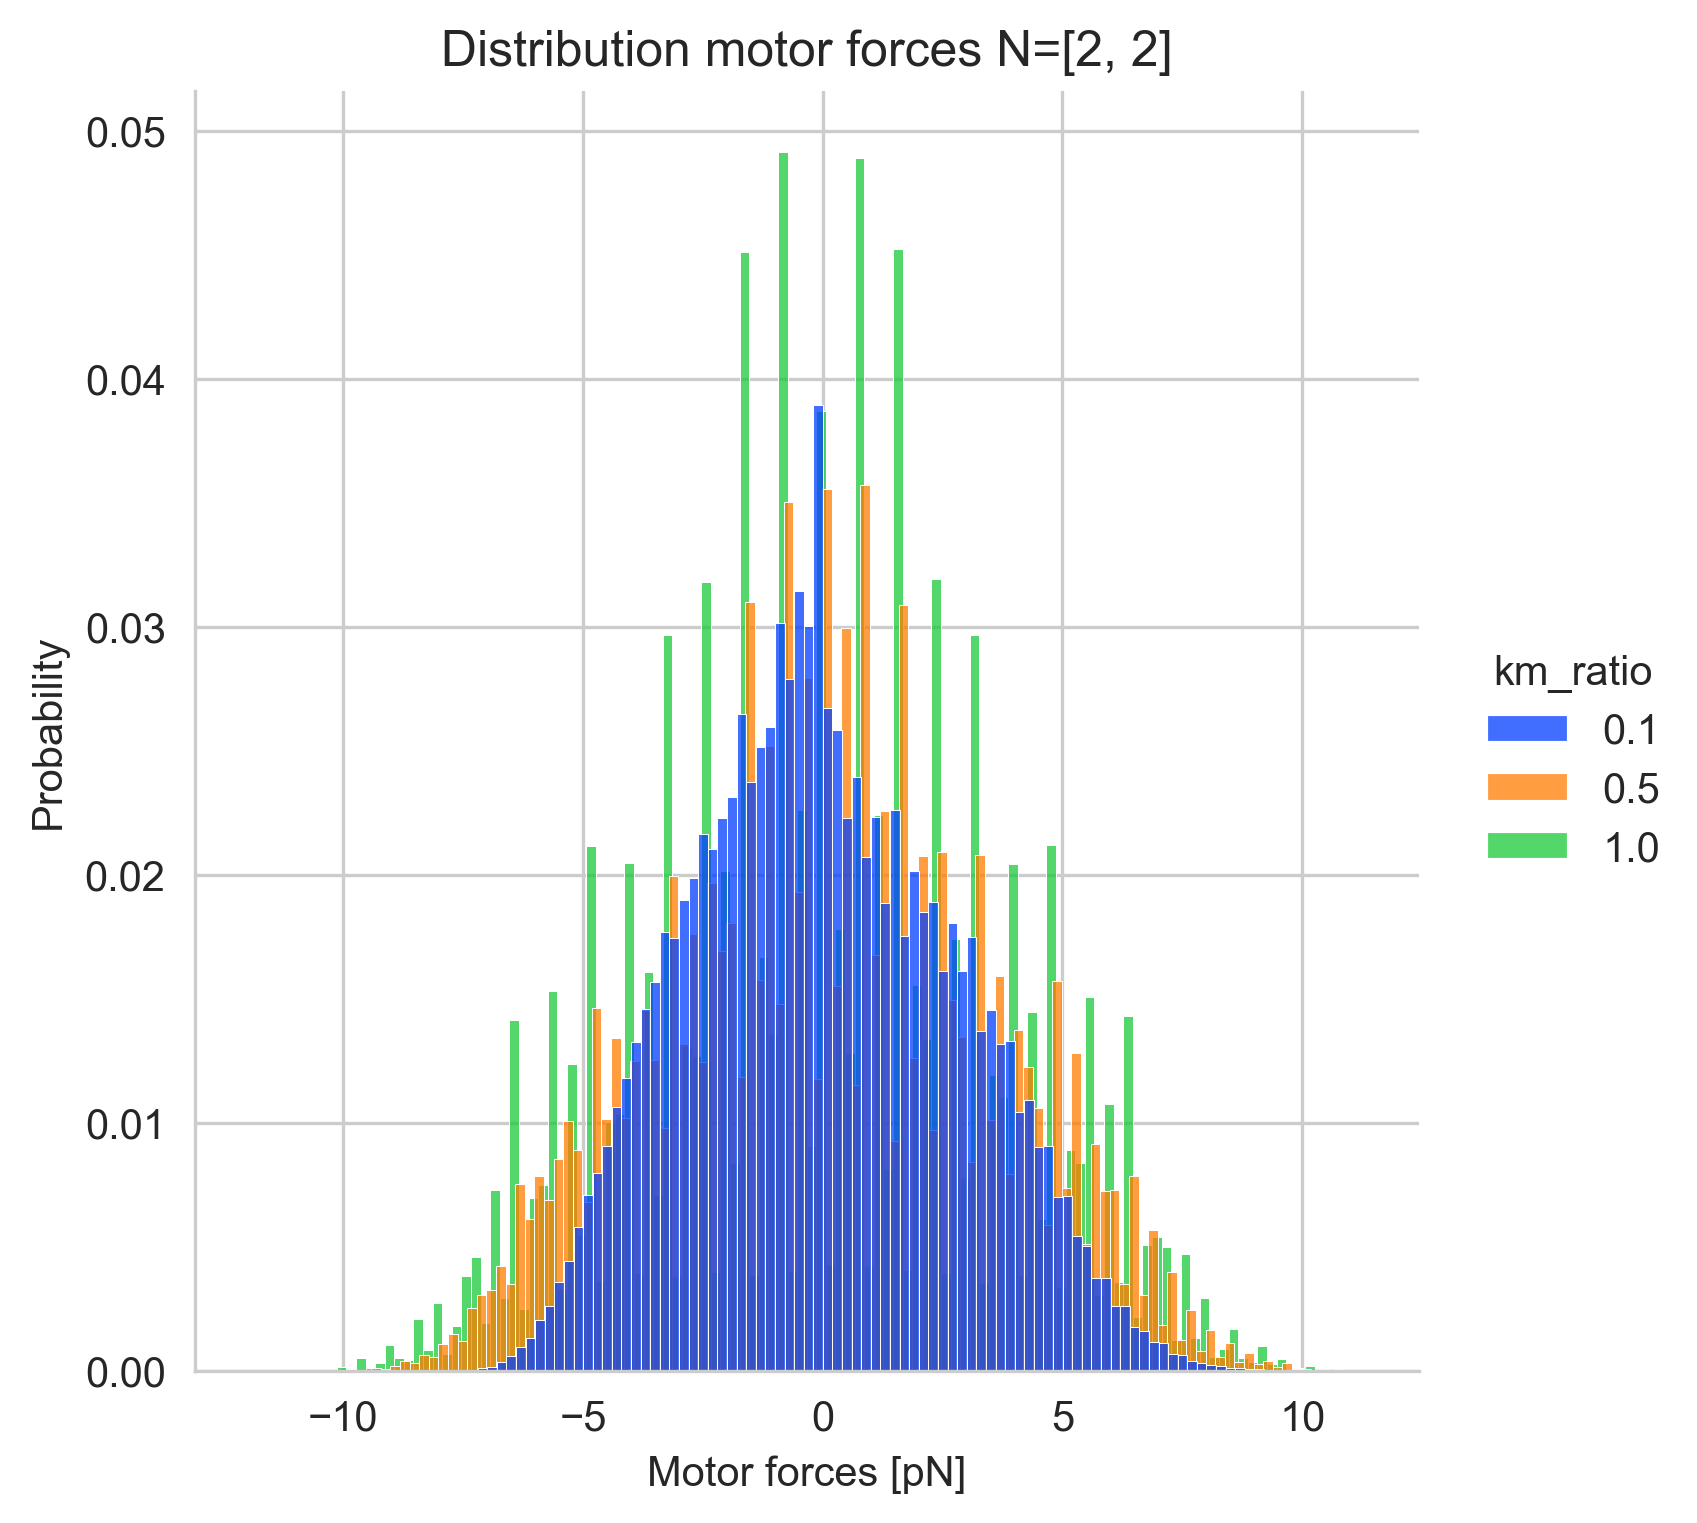 Distribution motor forces N=[2, 2]
0.05
0.04
0.03
0.02
0.01
0.00
Probability
−10 −5 0 5 10
Motor forces [pN]
km_ratio
0.1
0.5
1.0